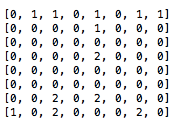 [0, 1, 1, 0, 1, 0, 1, 1]
[0, 0, 0, 0, 1, 0, 0, 0]
[0, 0, 0, 0, 0, 0, 0, 0]
[0, 0, 0, 0, 2, 0, 0, 0]
[0, 0, 0, 0, 0, 0, 0, 0]
[0, 0, 0, 0, 0, 0, 0, 0]
[0, 0, 2, 0, 2, 0, 0, 0]
[1, 0, 2, 0, 0, 0, 2, 0]